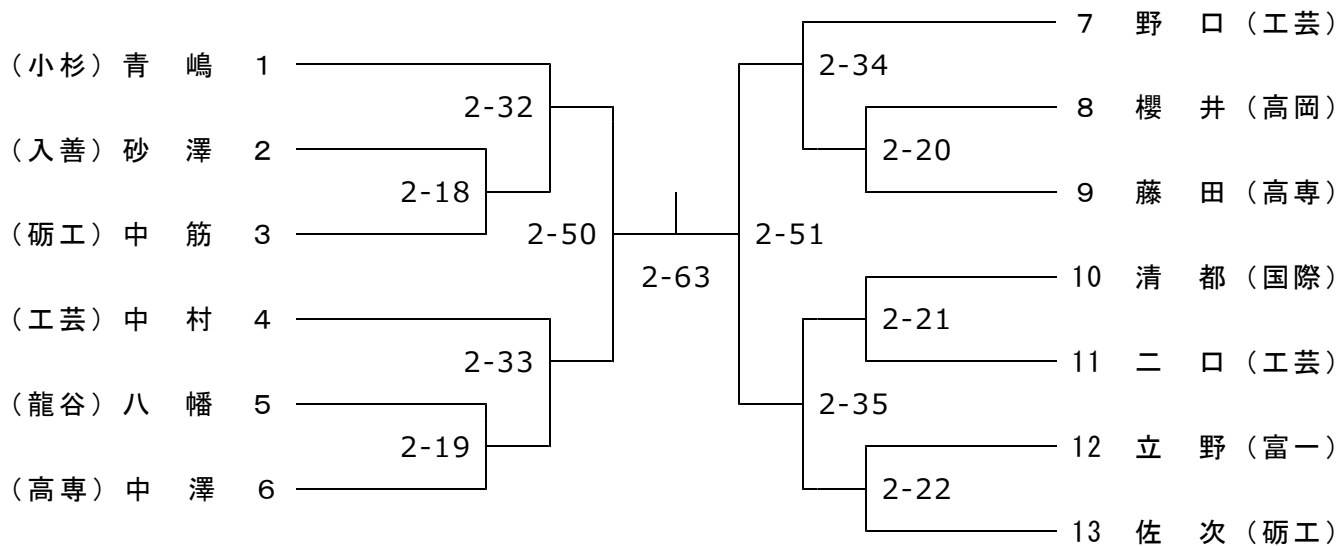 7 野 口 (工芸)
(小杉) 青 嶋 1
2-34
2-32
8 櫻 井 (高岡)
(入善) 砂 澤 2
2-20
2-18
9 藤 田 (高専)
(砺工) 中 筋 3
2-50
2-51
2-63
10 清 都 (国際)
(工芸) 中 村 4
2-21
2-33
11 二 口 (工芸)
(龍谷) 八 幡 5
2-35
2-19
12 立 野 (富一)
(高専) 中 澤 6
2-22
13 佐 次 (砺工)